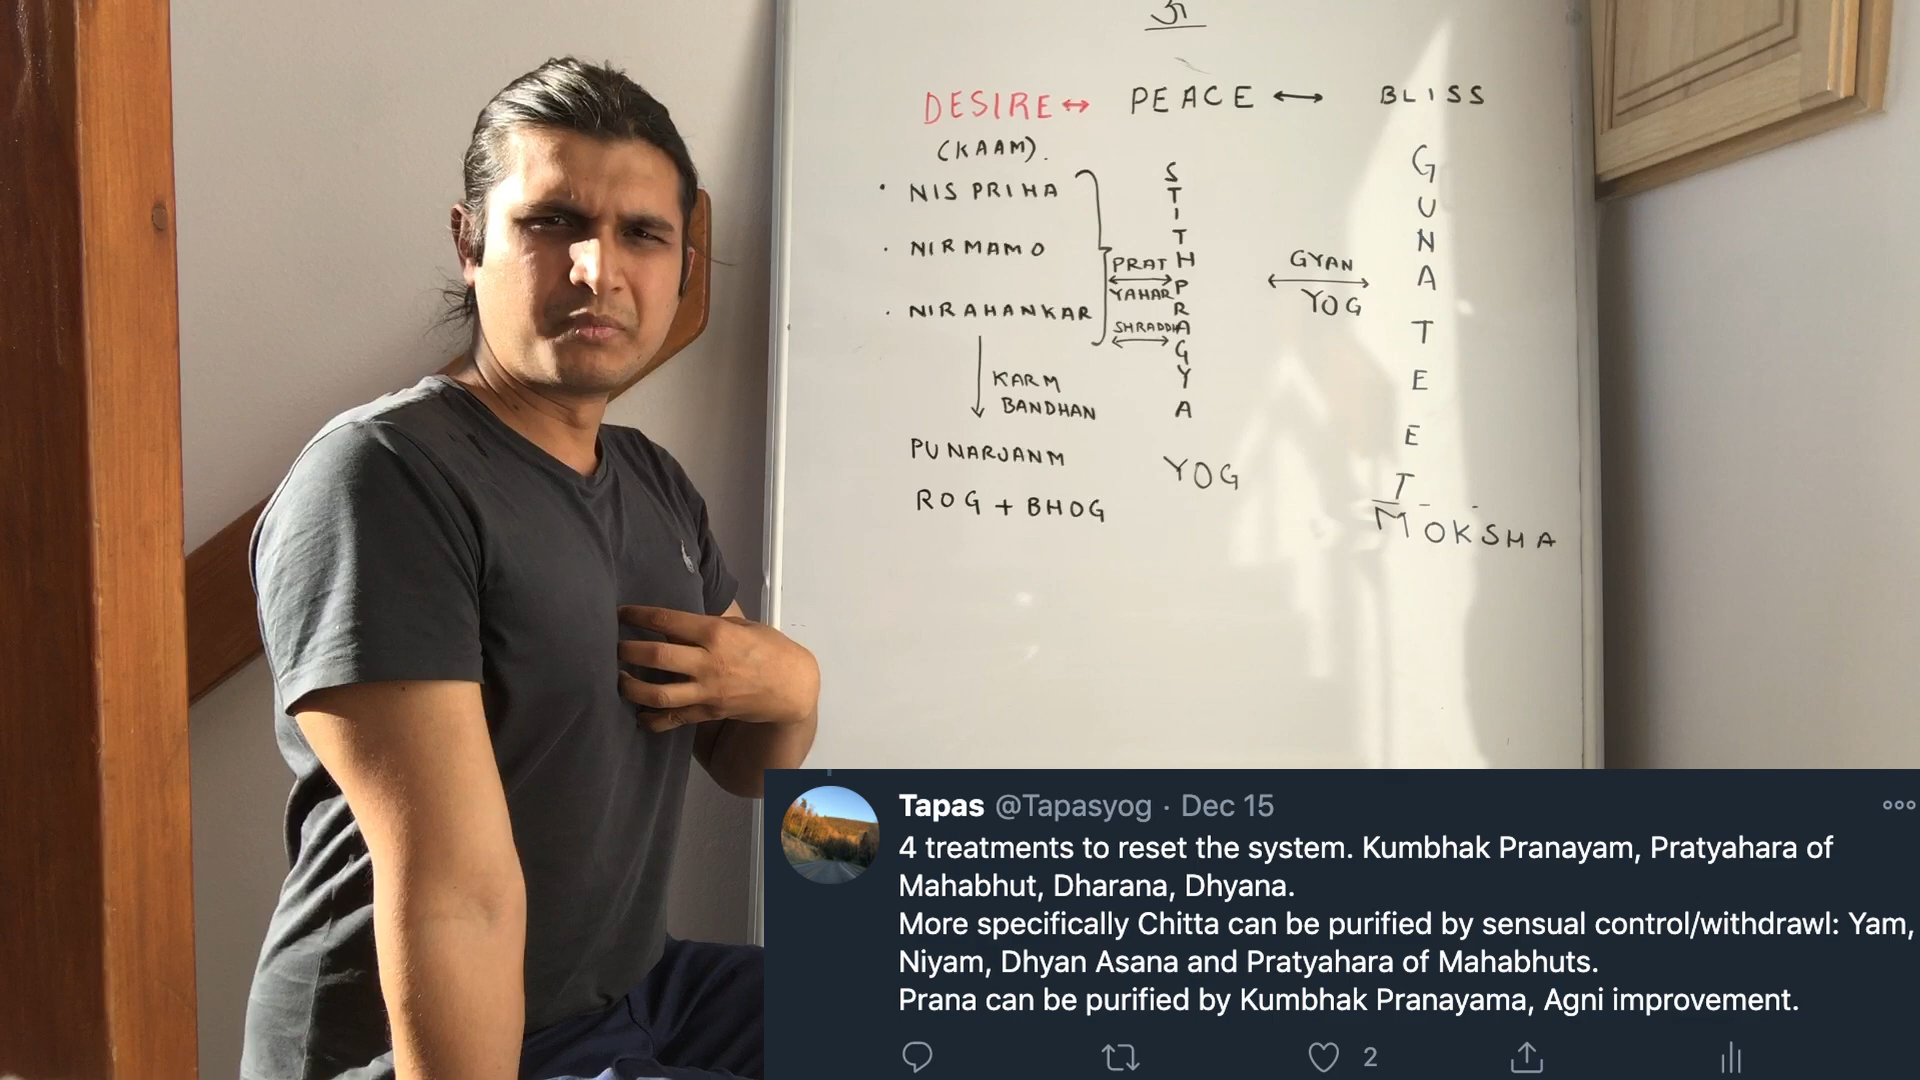 DESIRE ↔ PEACE ↔ BLISS
(KAAM).
• NISPRIHA
• NIRMAMO
• NIRAHANKAR
KARM
BANDHAN
PUNARJANM
ROG + BHOG
PRAT
YAHAR
SHRADDHA
STITHPRAGYA
YOG
GYAN
YOG
GUNATEET
MOKSHA
Tapas @Tapasyog · Dec 15
4 treatments to reset the system. Kumbhak Pranayam, Pratyahara of
Mahabhut, Dharana, Dhyana.
More specifically Chitta can be purified by sensual control/withdrawl: Yam,
Niyam, Dhyan Asana and Pratyahara of Mahabhuts.
Prana can be purified by Kumbhak Pranayama, Agni improvement.
2